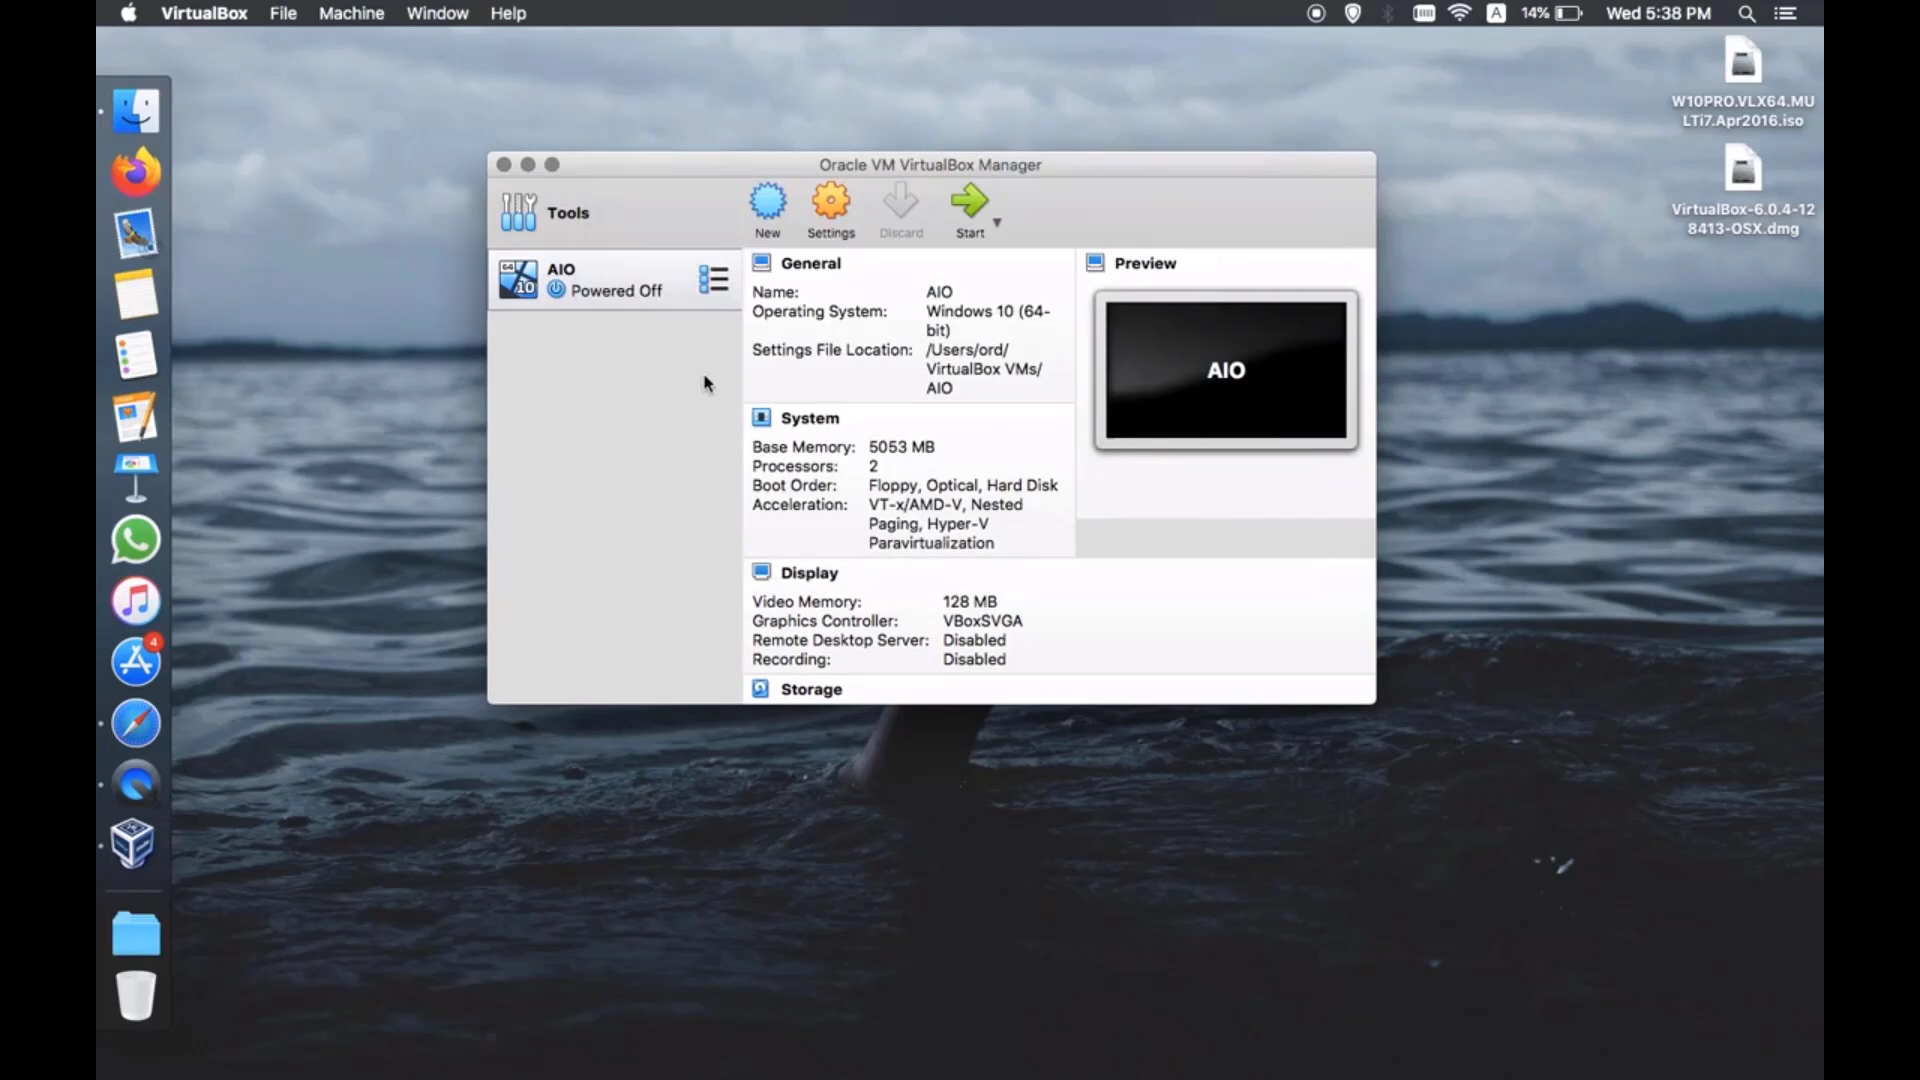 VirtualBox File Machine Window Help
A 14% Wed 5:38 PM
W10PRO.VLX64.MU
LTi7.Apr2016.iso
VirtualBox-6.0.4-12
8413-OSX.dmg
Oracle VM VirtualBox Manager
Tools
New Settings Discard Start
64
10
AIO
Powered Off
General
Name: AIO
Operating System: Windows 10 (64-
bit)
Settings File Location: /Users/ord/
VirtualBox VMs/
AIO
Preview
AIO
System
Base Memory: 5053 MB
Processors: 2
Boot Order: Floppy, Optical, Hard Disk
Acceleration: VT-x/AMD-V, Nested
Paging, Hyper-V
Paravirtualization
Display
Video Memory: 128 MB
Graphics Controller: VBoxSVGA
Remote Desktop Server: Disabled
Recording: Disabled
Storage
4